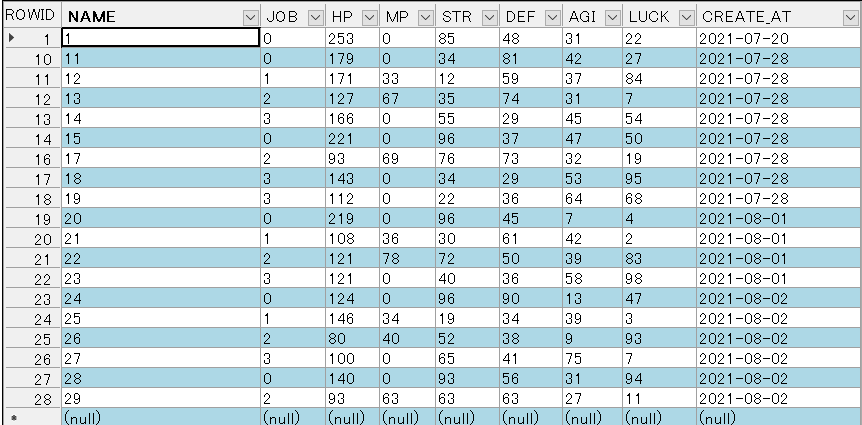 ROWID NAME JOB HP MP STR DEF AGI LUCK CREATE_AT
1 1 0 253 0 85 48 31 22 2021-07-20
10 11 0 179 0 34 81 42 27 2021-07-28
11 12 1 171 33 12 59 37 84 2021-07-28
12 13 2 127 67 35 74 31 7 2021-07-28
13 14 3 166 0 55 29 45 54 2021-07-28
14 15 0 221 0 96 37 47 50 2021-07-28
16 17 2 93 69 76 73 32 19 2021-07-28
17 18 3 143 0 34 29 53 95 2021-07-28
18 19 3 112 0 22 36 64 68 2021-07-28
19 20 0 219 0 96 45 7 4 2021-08-01
20 21 1 108 36 30 61 42 2 2021-08-01
21 22 2 121 78 72 50 39 83 2021-08-01
22 23 3 121 0 40 36 58 98 2021-08-01
23 24 0 124 0 96 90 13 47 2021-08-02
24 25 1 146 34 19 34 39 3 2021-08-02
25 26 2 80 40 52 38 9 93 2021-08-02
26 27 3 100 0 65 41 75 7 2021-08-02
27 28 0 140 0 93 56 31 94 2021-08-02
28 29 2 93 63 63 63 27 11 2021-08-02
* (null) (null) (null) (null) (null) (null) (null) (null) (null)